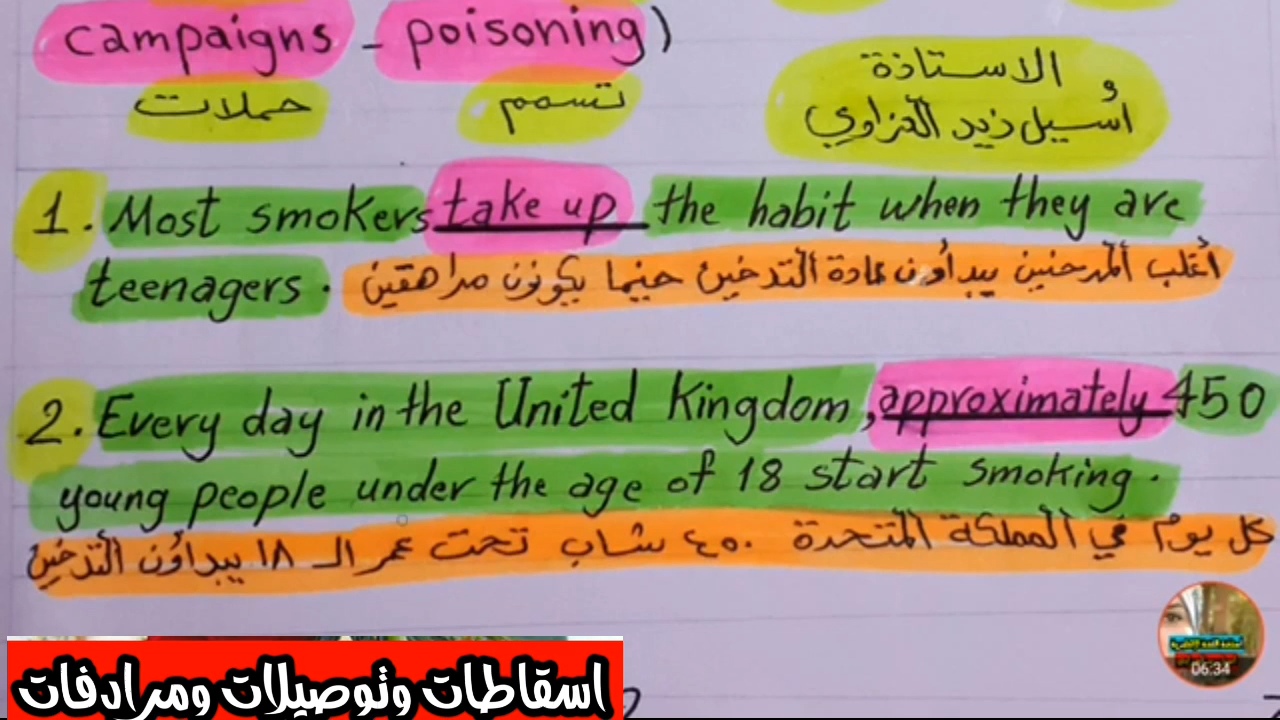 campaigns - poisoning)
حملات تسمم
الاستاذة
أسيل زيد العزاوي
1. Most smokers take up the habit when they are
teenagers.
أغلب المدخنين يبدأون عادة التدخين حينما يكونون مراهقين
2. Every day in the United Kingdom, approximately 450
young people under the age of 18 start smoking.
كل يوم في المملكة المتحدة ٤٥٠ شاب تحت عمر الـ ١٨ يبدأون التدخين
اسقاطات وتوصيلات ومرادفات
06:34